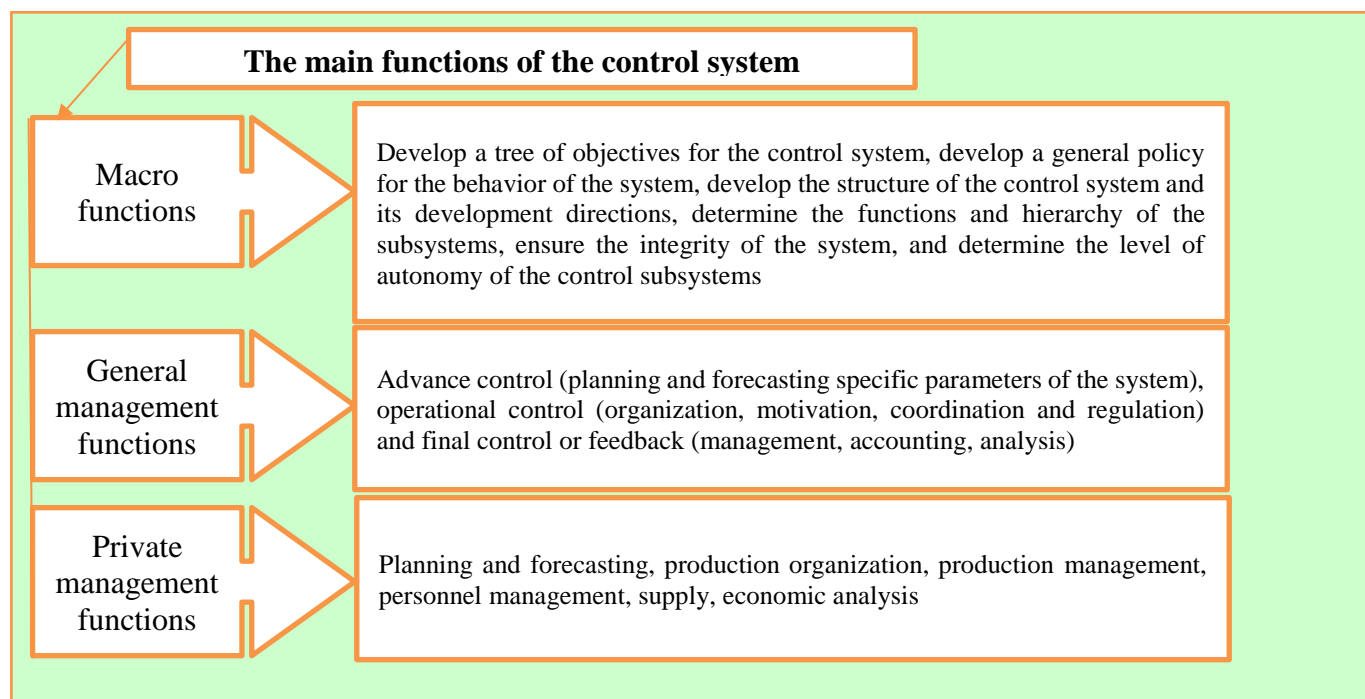 The main functions of the control system
Macro
functions
Develop a tree of objectives for the control system, develop a general policy
for the behavior of the system, develop the structure of the control system and
its development directions, determine the functions and hierarchy of the
subsystems, ensure the integrity of the system, and determine the level of
autonomy of the control subsystems
General
management
functions
Advance control (planning and forecasting specific parameters of the system),
operational control (organization, motivation, coordination and regulation)
and final control or feedback (management, accounting, analysis)
Private
management
functions
Planning and forecasting, production organization, production management,
personnel management, supply, economic analysis